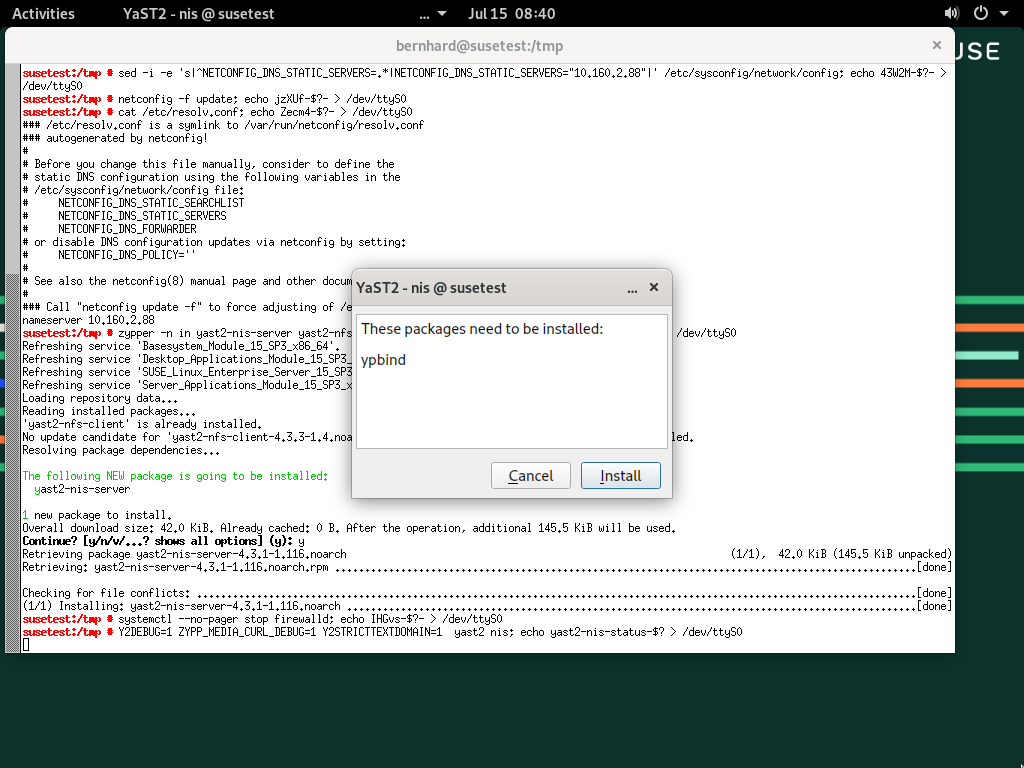 Activities YaST2 - nis @ susetest ... Jul 15 08:40
bernhard@susetest:/tmp
USE
susetest:/tmp # sed -i -e 's|^NETCONFIG_DNS_STATIC_SERVERS=.*|NETCONFIG_DNS_STATIC_SERVERS="10.160.2.88"|' /etc/sysconfig/network/config; echo 43W2M-$?- >
/dev/ttyS0
susetest:/tmp # netconfig -f update; echo jzXUf-$?- > /dev/ttyS0
susetest:/tmp # cat /etc/resolv.conf; echo Zecm4-$?- > /dev/ttyS0
### /etc/resolv.conf is a symlink to /var/run/netconfig/resolv.conf
### autogenerated by netconfig!
#
# Before you change this file manually, consider to define the
# static DNS configuration using the following variables in the
# /etc/sysconfig/network/config file:
#     NETCONFIG_DNS_STATIC_SEARCHLIST
#     NETCONFIG_DNS_STATIC_SERVERS
#     NETCONFIG_DNS_FORWARDER
# or disable DNS configuration updates via netconfig by setting:
#     NETCONFIG_DNS_POLICY=''
#
# See also the netconfig(8) manual page and other docum
#
### Call "netconfig update -f" to force adjusting of /e
nameserver 10.160.2.88
susetest:/tmp # zypper -n in yast2-nis-server yast2-nfs /dev/ttyS0
Refreshing service 'Basesystem_Module_15_SP3_x86_64'.
Refreshing service 'Desktop_Applications_Module_15_SP3_
Refreshing service 'SUSE_Linux_Enterprise_Server_15_SP3
Refreshing service 'Server_Applications_Module_15_SP3_x
Loading repository data...
Reading installed packages...
'yast2-nfs-client' is already installed.
No update candidate for 'yast2-nfs-client-4.3.3-1.4.noa led.
Resolving package dependencies...
The following NEW package is going to be installed:
  yast2-nis-server
1 new package to install.
Overall download size: 42.0 KiB. Already cached: 0 B. After the operation, additional 145.5 KiB will be used.
Continue? [y/n/v/...? shows all options] (y): y
Retrieving package yast2-nis-server-4.3.1-1.116.noarch (1/1),  42.0 KiB (145.5 KiB unpacked)
Retrieving: yast2-nis-server-4.3.1-1.116.noarch.rpm ................................................................................................[done]
Checking for file conflicts: .......................................................................................................................[done]
(1/1) Installing: yast2-nis-server-4.3.1-1.116.noarch ..............................................................................................[done]
susetest:/tmp # systemctl --no-pager stop firewalld; echo IHGvs-$?- > /dev/ttyS0
susetest:/tmp # Y2DEBUG=1 ZYPP_MEDIA_CURL_DEBUG=1 Y2STRICTTEXTDOMAIN=1  yast2 nis; echo yast2-nis-status-$? > /dev/ttyS0
YaST2 - nis @ susetest ...
These packages need to be installed:
ypbind
Cancel Install